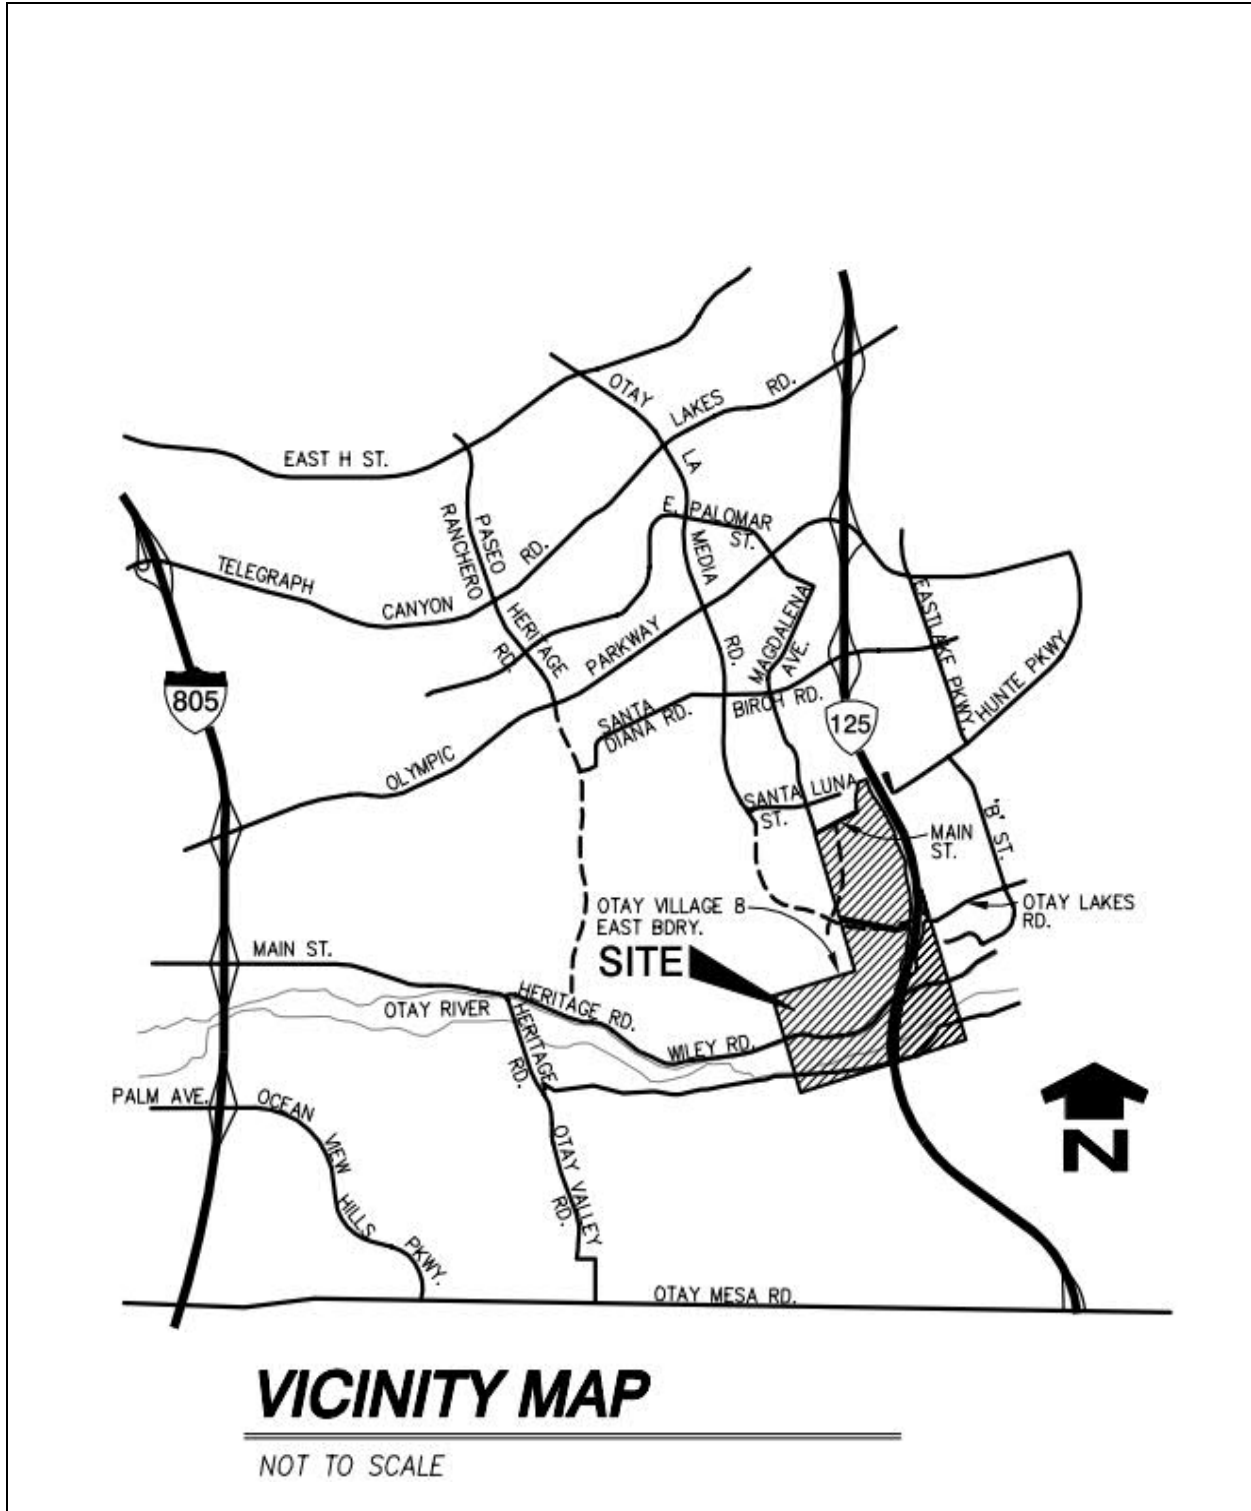 OTAY
LAKES
RD.
EAST H ST.
LA
PASEO
RANCHERO
E. PALOMAR
ST.
MEDIA
RD.
TELEGRAPH
CANYON
RD.
HERITAGE
RD.
PARKWAY
MAGDALENA
AVE.
RD.
EASTLAKE PKWY.
HUNTE PKWY
805
SANTA
DIANA RD.
BIRCH RD.
125
OLYMPIC
SANTA LUNA
ST.
MAIN
ST.
'B' ST.
OTAY VILLAGE 8
EAST BDRY.
OTAY LAKES
RD.
MAIN ST.
SITE
OTAY RIVER
HERITAGE RD.
HERITAGE
RD.
WILEY RD.
PALM AVE.
OCEAN
VIEW
HILLS
PKWY.
OTAY VALLEY
RD.
N
OTAY MESA RD.
VICINITY MAP
NOT TO SCALE